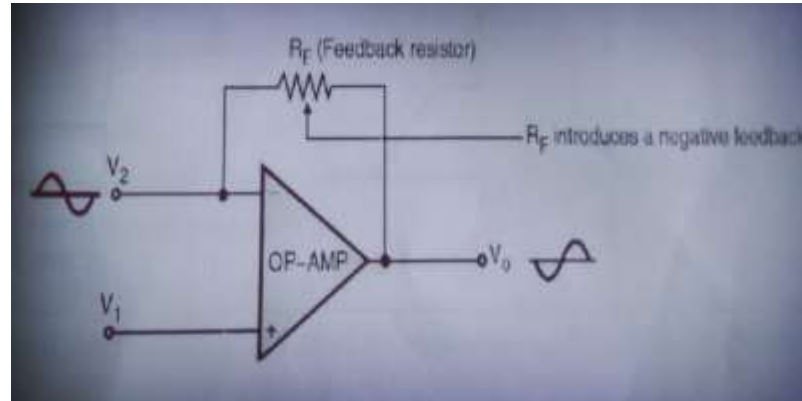 R_F (Feedback resistor)
R_F introduces a negative feedback
V_2
−
OP-AMP
V_o
V_1
+